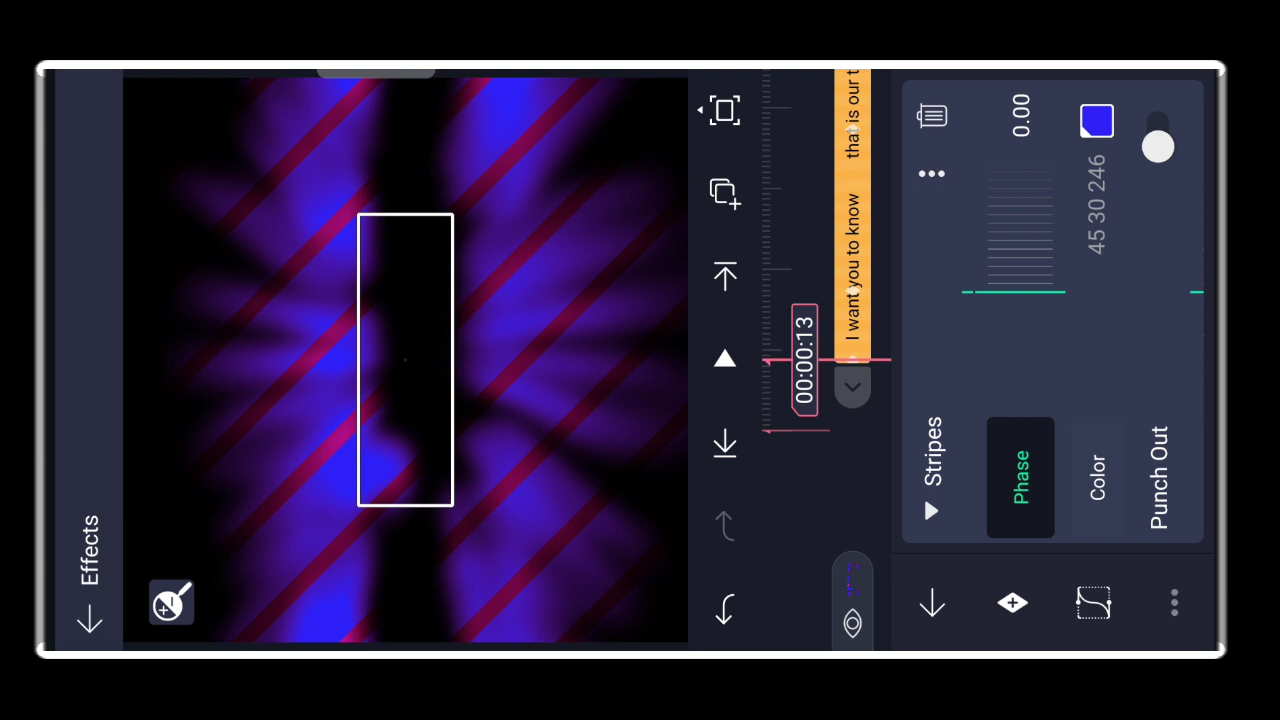 Effects
00:00:13
I want you to know
that is our t
Stripes
Phase
0.00
Color
45 30 246
Punch Out